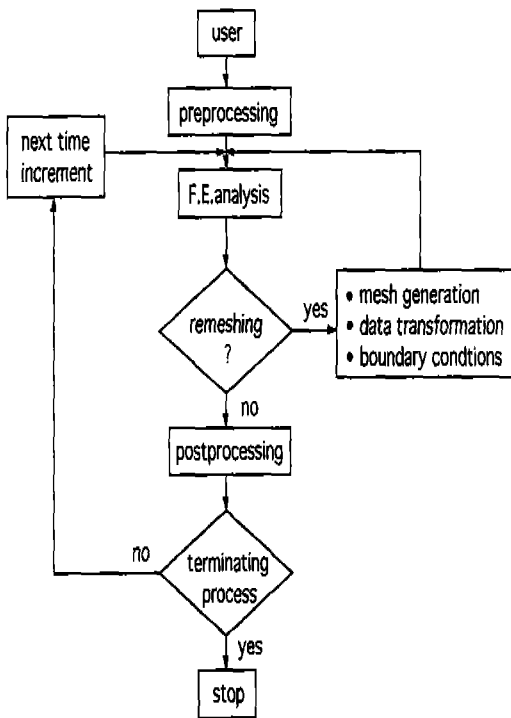 user
preprocessing
next time
increment
F.E.analysis
remeshing
?
yes
• mesh generation
• data transformation
• boundary condtions
no
postprocessing
no
terminating
process
yes
stop